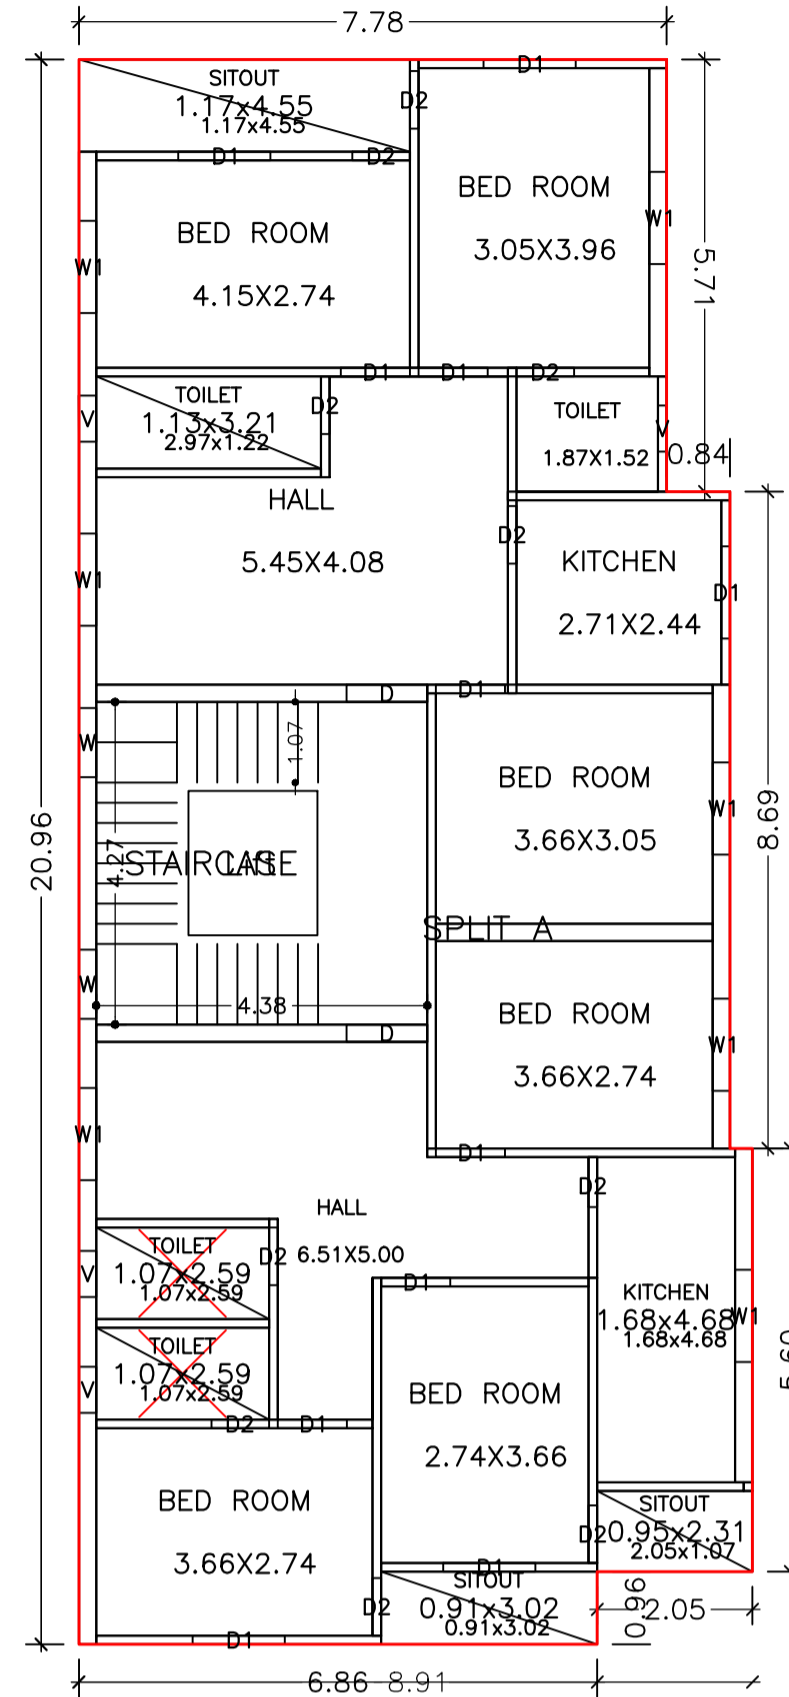 7.78
SITOUT
1.17x4.55
1.17x4.55
D2
D1
D1
D2
BED ROOM
3.05X3.96
W1
BED ROOM
4.15X2.74
W1
5.71
D1
D1
D2
TOILET
1.13x3.21
2.97x1.22
D2
V
TOILET
1.87X1.52
V
0.84
HALL
5.45X4.08
W1
D2
KITCHEN
2.71X2.44
D1
D
D1
W
1.07
BED ROOM
3.66X3.05
W1
8.69
20.96
4.27
STAIRCASE
SPLIT A
W
4.38
BED ROOM
3.66X2.74
W1
D
W1
D1
D2
HALL
6.51X5.00
D2
TOILET
1.07x2.59
1.07x2.59
V
D1
KITCHEN
1.68x4.68
1.68x4.68
W1
5.60
TOILET
1.07x2.59
1.07x2.59
V
BED ROOM
2.74X3.66
D2
D1
BED ROOM
3.66X2.74
SITOUT
0.95x2.31
2.05x1.07
D2
D1
SITOUT
0.91x3.02
0.91x3.02
D2
D1
0.96
2.05
6.86
8.91